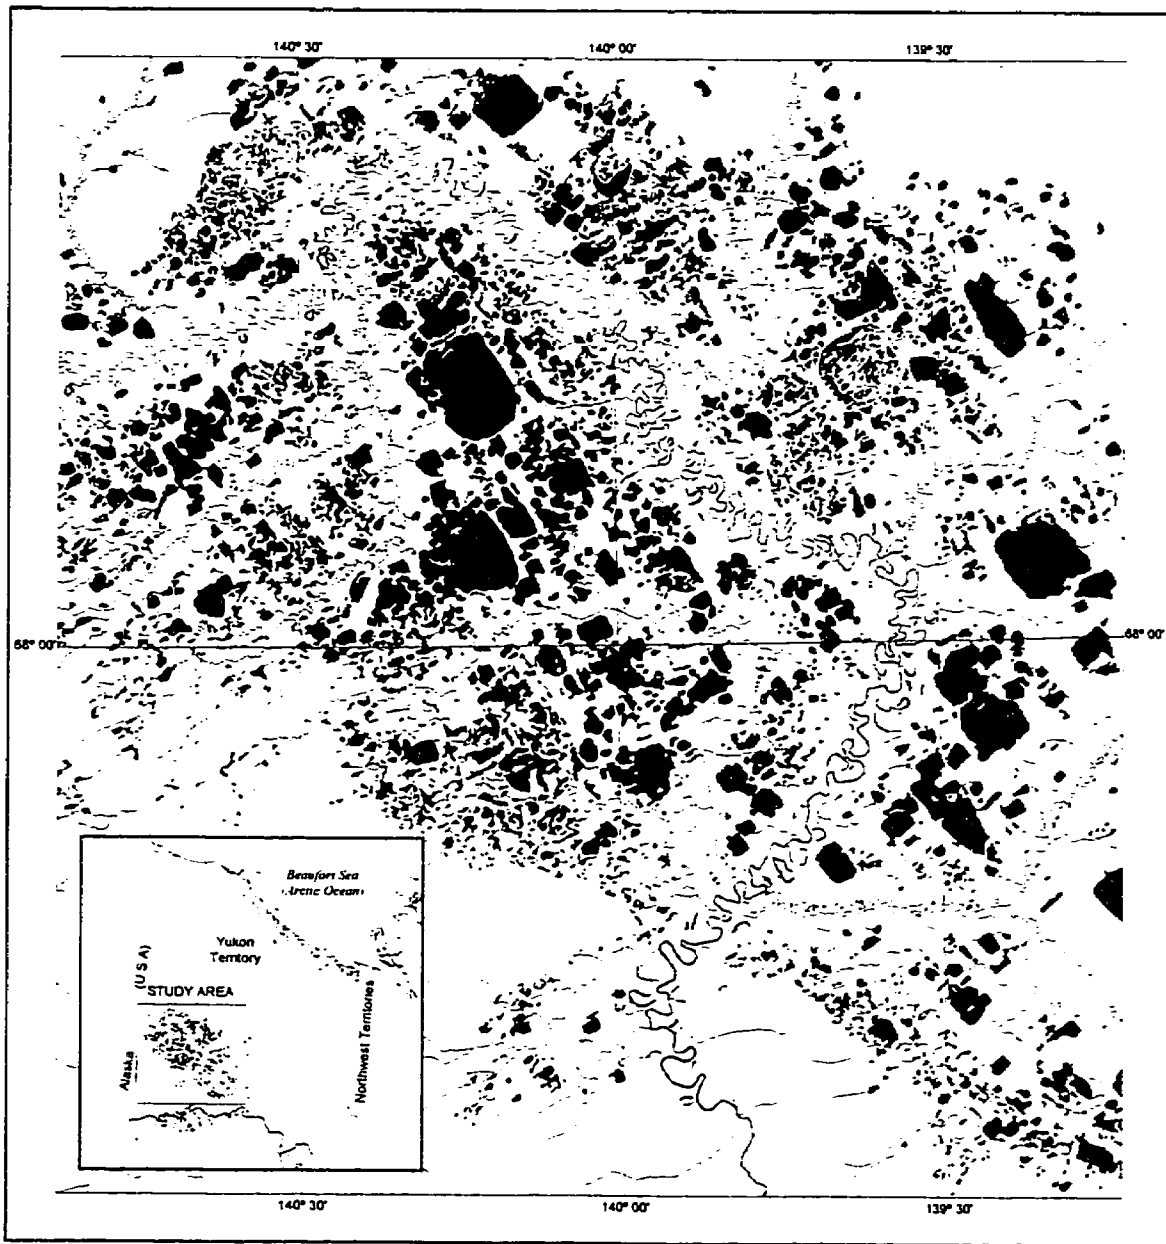 140° 30'
140° 00'
139° 30'
68° 00'
68° 00'
Beaufort Sea
(Arctic Ocean)
Yukon
Territory
(U S A)
STUDY AREA
Alaska
Northwest Territories
140° 30'
140° 00'
139° 30'